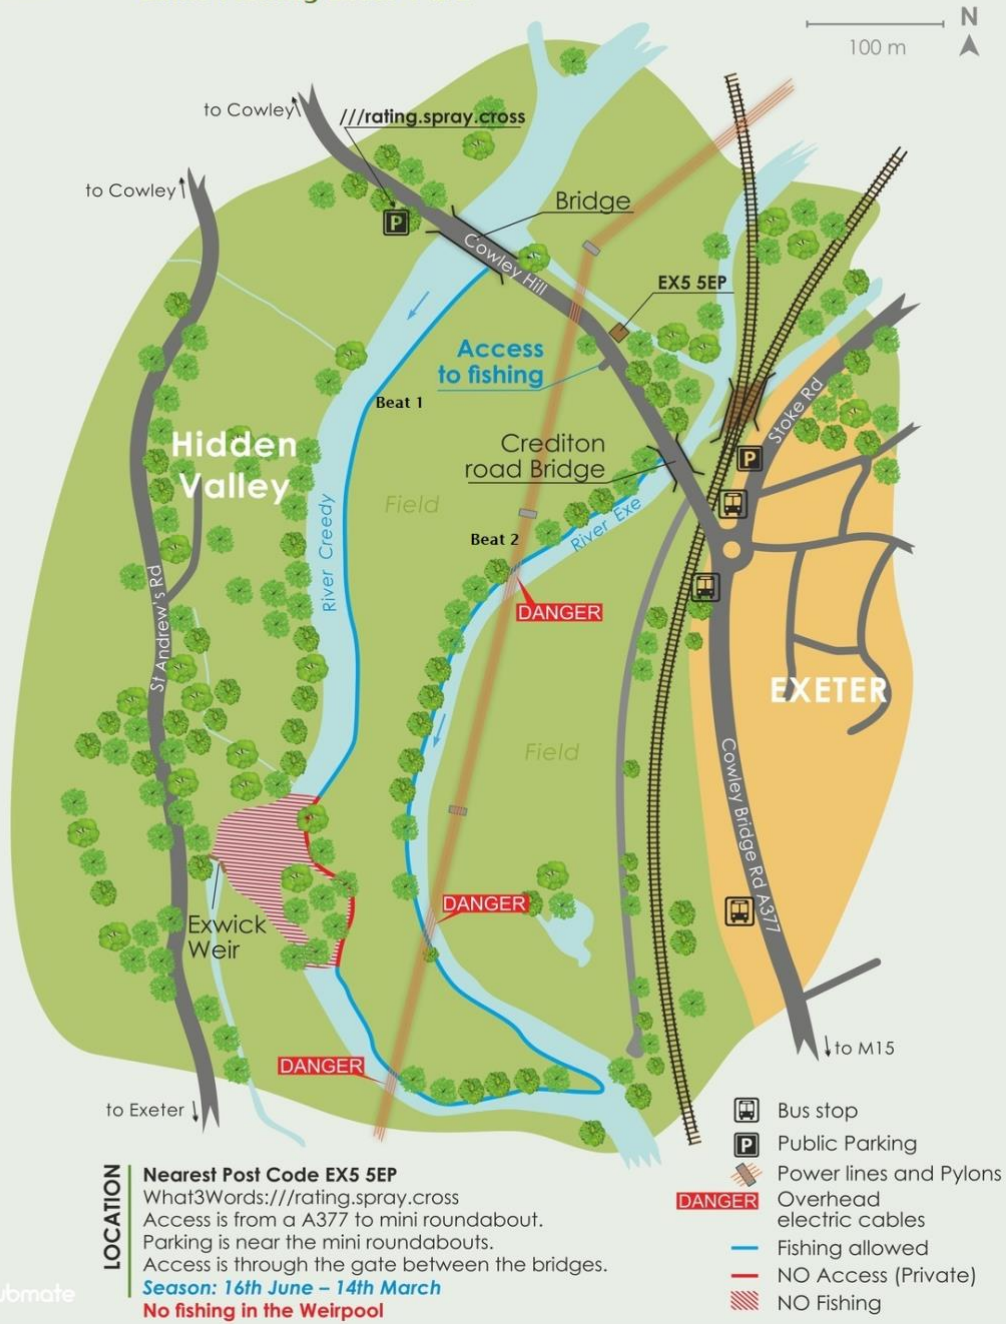 N
100 m
to Cowley
///rating.spray.cross
to Cowley
P
Bridge
Cowley Hill
EX5 5EP
Access
to fishing
Beat 1
Stoke Rd
Hidden
Valley
Crediton
road Bridge
P
Field
River Creedy
River Exe
Beat 2
DANGER
St Andrew's Rd
EXETER
Field
Cowley Bridge Rd A377
DANGER
Exwick
Weir
to M15
DANGER
to Exeter
Bus stop
P
Public Parking
Power lines and Pylons
DANGER
Overhead
electric cables
Fishing allowed
NO Access (Private)
NO Fishing
LOCATION
Nearest Post Code EX5 5EP
What3Words:///rating.spray.cross
Access is from a A377 to mini roundabout.
Parking is near the mini roundabouts.
Access is through the gate between the bridges.
Season: 16th June – 14th March
No fishing in the Weirpool